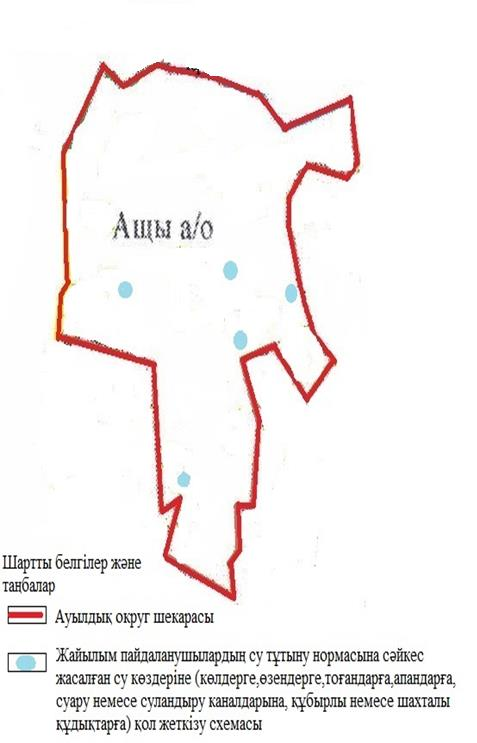 Ащы а/о
Шартты белгілер және
таңбалар
Ауылдық округ шекарасы
Жайылым пайдаланушылардың су тұтыну нормасына сәйкес
жасалған су көздеріне (көлдерге,өзендерге,тоғандарға,апандарға,
суару немесе суландыру каналдарына, құбырлы немесе шахталы
құдықтарға) қол жеткізу схемасы